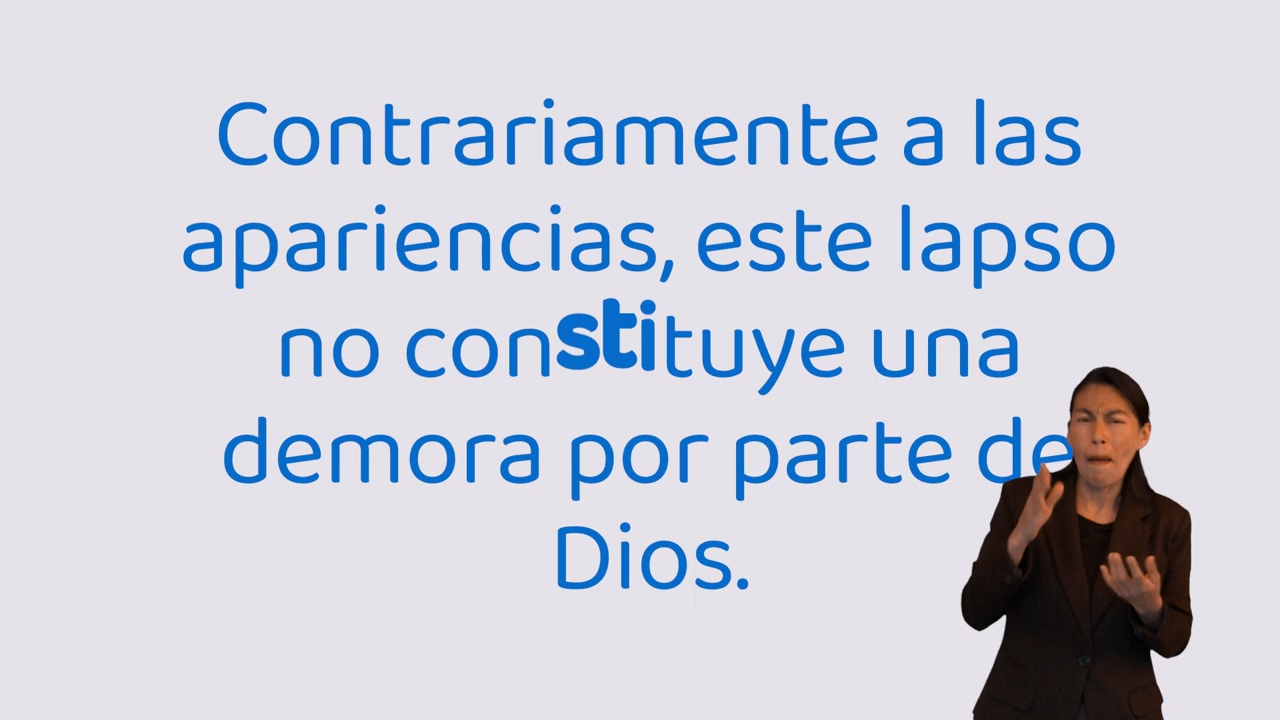 Contrariamente a las
apariencias, este lapso
no constituye una
demora por parte de
Dios.